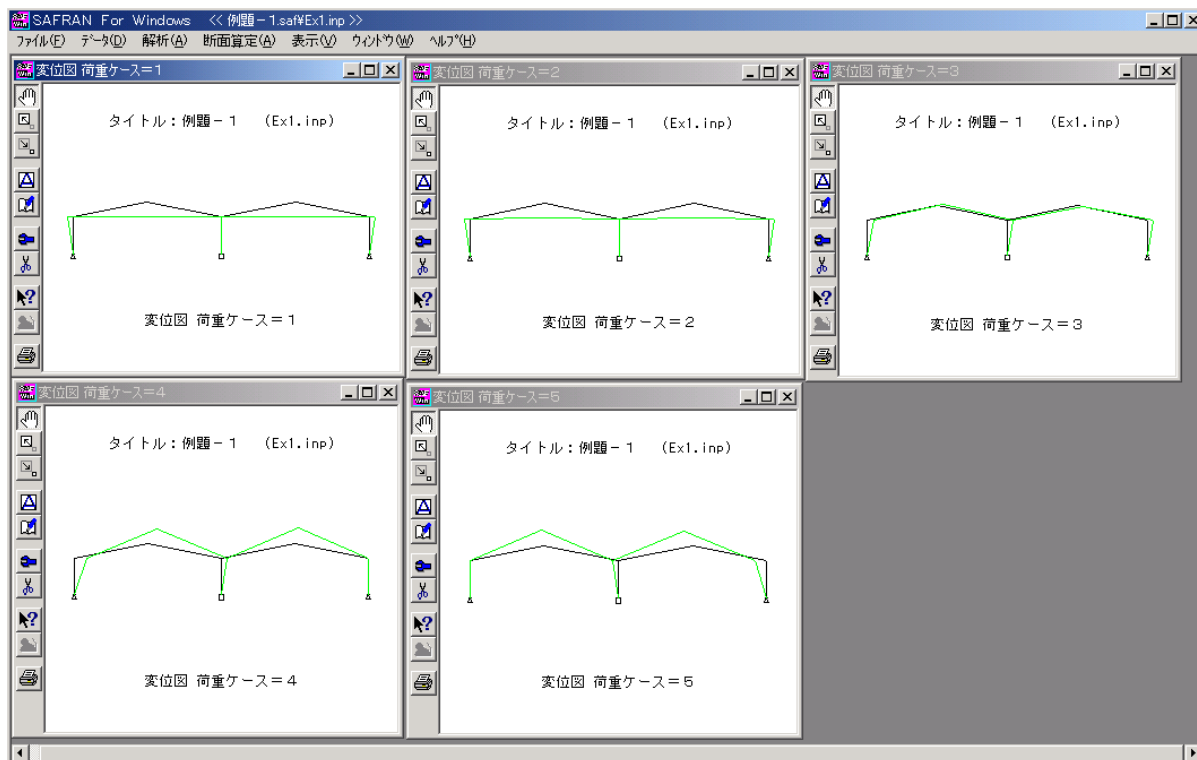 SAFRAN For Windows << 例題－1.saf¥Ex1.inp >>
ファイル(F) データ(D) 解析(A) 断面算定(A) 表示(V) ウィンドウ(W) ヘルプ(H)
変位図 荷重ケース＝1
タイトル：例題－１ (Ex1.inp)
変位図 荷重ケース＝１
変位図 荷重ケース＝2
タイトル：例題－１ (Ex1.inp)
変位図 荷重ケース＝２
変位図 荷重ケース＝3
タイトル：例題－１ (Ex1.inp)
変位図 荷重ケース＝３
変位図 荷重ケース＝4
タイトル：例題－１ (Ex1.inp)
変位図 荷重ケース＝４
変位図 荷重ケース＝5
タイトル：例題－１ (Ex1.inp)
変位図 荷重ケース＝５